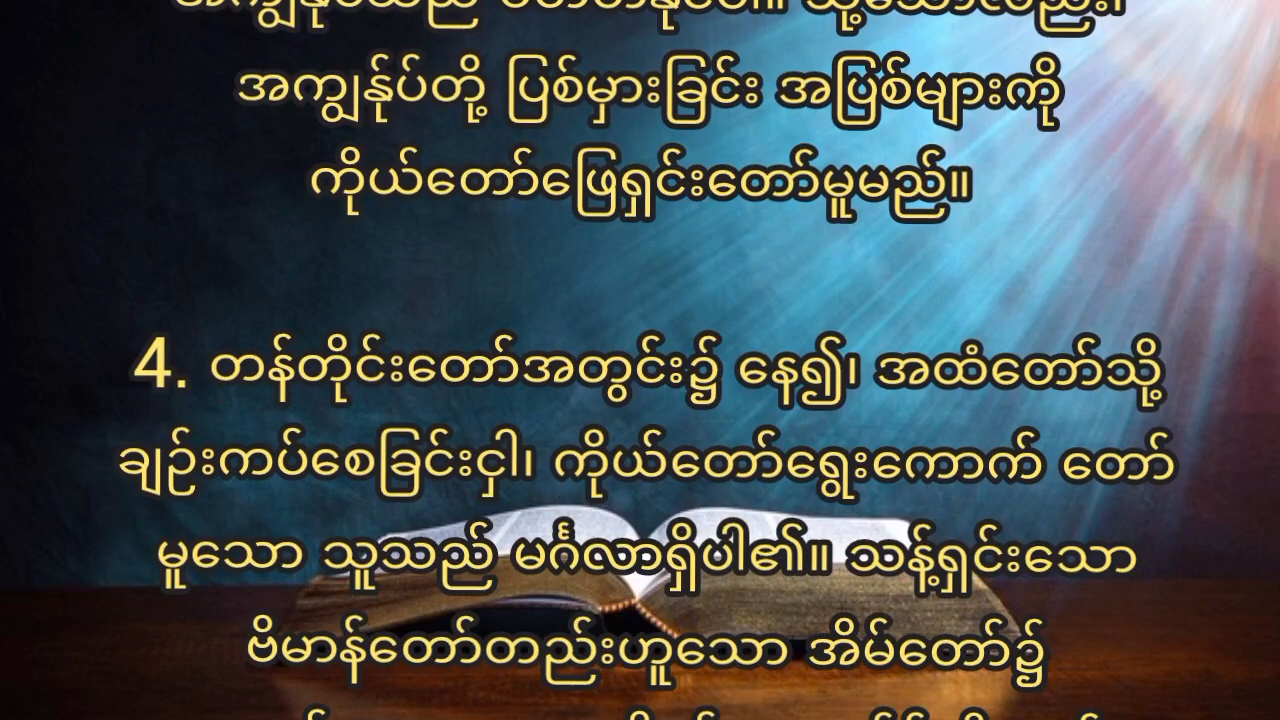 အကျွန်ုပ်တို့ ပြစ်မှားခြင်း အပြစ်များကို
ကိုယ်တော်ဖြေရှင်းတော်မူမည်။
4. တန်တိုင်းတော်အတွင်း၌ နေ၍၊ အထံတော်သို့
ချဉ်းကပ်စေခြင်းငှါ၊ ကိုယ်တော်ရွေးကောက် တော်
မူသော သူသည် မင်္ဂလာရှိပါ၏။ သန့်ရှင်းသော
ဗိမာန်တော်တည်းဟူသော အိမ်တော်၌